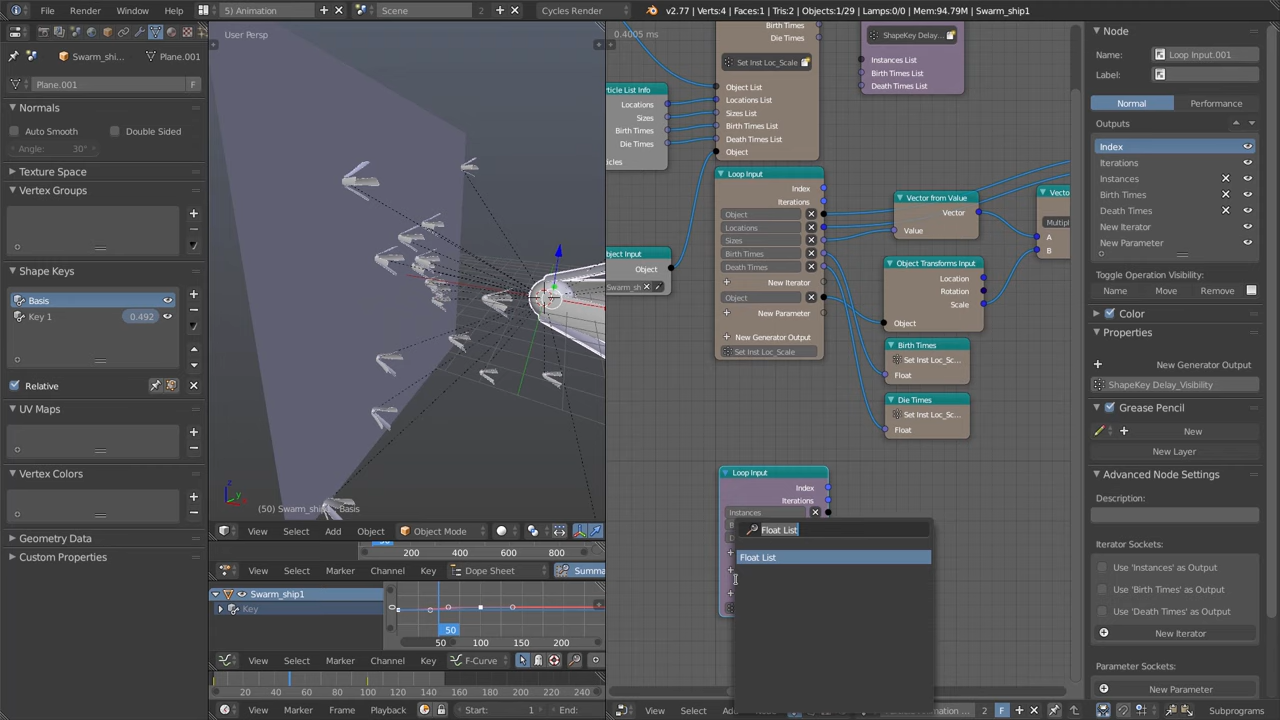 File Render Window Help
5) Animation
Scene 2
Cycles Render
v2.77 | Verts:4 | Faces:1 | Tris:2 | Objects:1/29 | Lamps:0/0 | Mem:94.79M | Swarm_ship1
Swarm_shi...
Plane.001
Plane.001 F
Normals
Auto Smooth
Double Sided
Angle: 30°
Texture Space
Vertex Groups
Shape Keys
Basis
Key 1 0.492
Relative
UV Maps
Vertex Colors
Geometry Data
Custom Properties
User Persp
(50) Swarm_ship1 : Basis
View Select Add Object Object Mode
View Select Marker Dope Sheet Summa
Swarm_ship1
Key
50
50 100 150 200
View Select Marker Channel Key F-Curve
0 20 40 60 80 100 120 140 160 180 200 220 240
View Marker Frame Playback Start: 1 End:
0.4005 ms
Birth Times
Die Times
Set Inst Loc_Scale
Object List
Locations List
Sizes List
Birth Times List
Death Times List
Object
ShapeKey Delay...
Instances List
Birth Times List
Death Times List
rticle List Info
Locations
Sizes
Birth Times
Die Times
ticles
bject Input
Object
Swarm_sh
Loop Input
Index
Iterations
Object
Locations
Sizes
Birth Times
Death Times
New Iterator
Object
New Parameter
New Generator Output
Set Inst Loc_Scale
Vector from Value
Vector
Value
Vecto
Multipl
A
B
Object Transforms Input
Location
Rotation
Scale
Object
Birth Times
Set Inst Loc_Sc...
Float
Die Times
Set Inst Loc_Sc...
Float
Loop Input
Index
Iterations
Instances
Float List
Float List
View Select
2 F
Subprograms
Node
Name: Loop Input.001
Label:
Normal Performance
Outputs
Index
Iterations
Instances
Birth Times
Death Times
New Iterator
New Parameter
Toggle Operation Visibility
Name Move Remove
Color
Properties
New Generator Output
ShapeKey Delay_Visibility
Grease Pencil
New
New Layer
Advanced Node Settings
Description:
Iterator Sockets:
Use 'Instances' as Output
Use 'Birth Times' as Output
Use 'Death Times' as Output
New Iterator
Parameter Sockets:
New Parameter